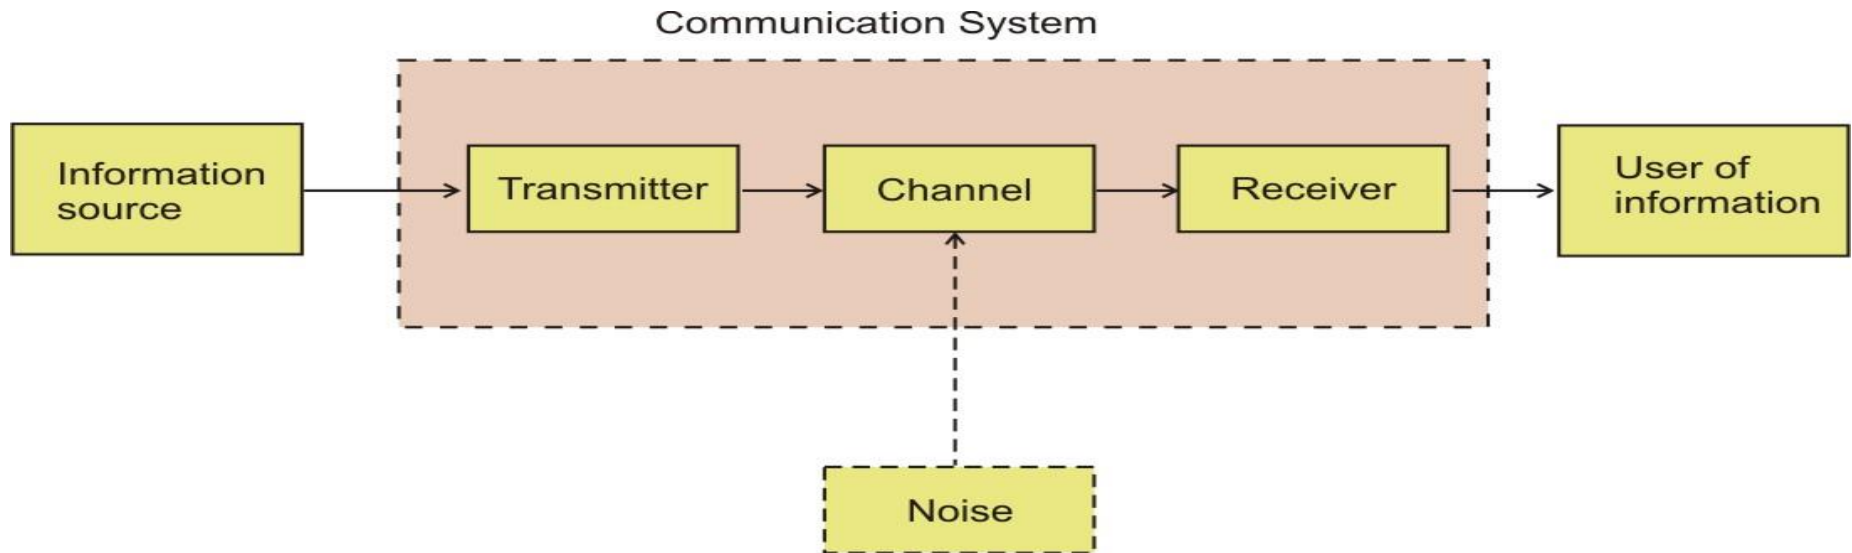 Communication System
Information
source
Transmitter
Channel
Receiver
User of
information
Noise